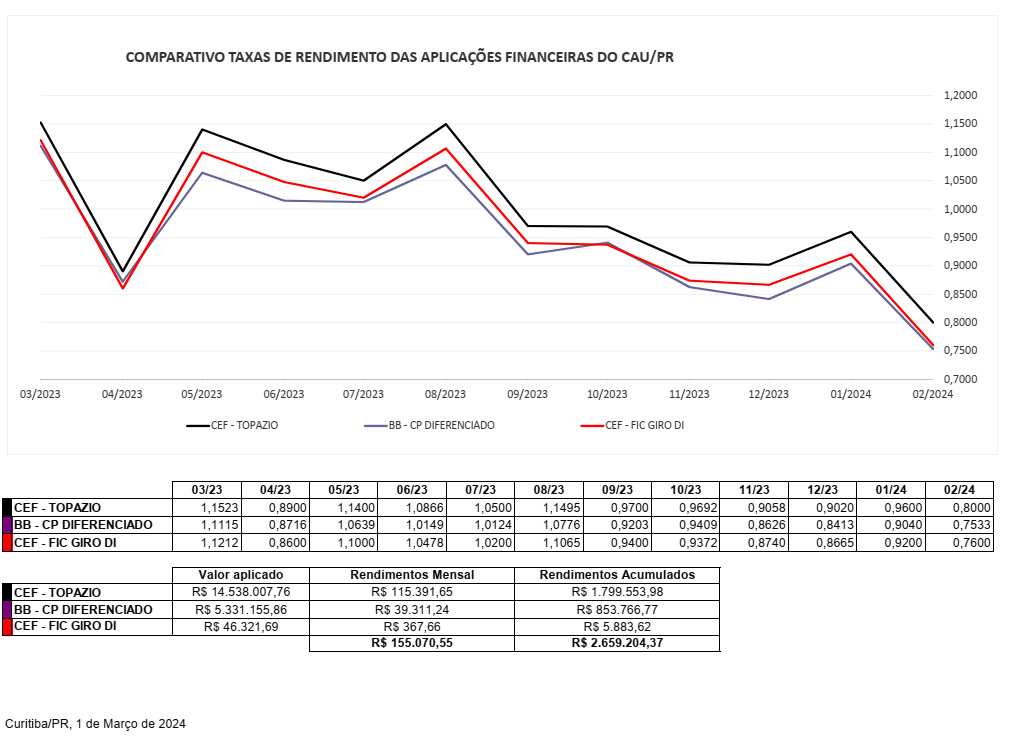 COMPARATIVO TAXAS DE RENDIMENTO DAS APLICAÇÕES FINANCEIRAS DO CAU/PR
1,2000
1,1500
1,1000
1,0500
1,0000
0,9500
0,9000
0,8500
0,8000
0,7500
0,7000
03/2023 04/2023 05/2023 06/2023 07/2023 08/2023 09/2023 10/2023 11/2023 12/2023 01/2024 02/2024
CEF - TOPAZIO BB - CP DIFERENCIADO CEF - FIC GIRO DI
03/23 04/23 05/23 06/23 07/23 08/23 09/23 10/23 11/23 12/23 01/24 02/24
CEF - TOPAZIO 1,1523 0,8900 1,1400 1,0866 1,0500 1,1495 0,9700 0,9692 0,9058 0,9020 0,9600 0,8000
BB - CP DIFERENCIADO 1,1115 0,8716 1,0639 1,0149 1,0124 1,0776 0,9203 0,9409 0,8626 0,8413 0,9040 0,7533
CEF - FIC GIRO DI 1,1212 0,8600 1,1000 1,0478 1,0200 1,1065 0,9400 0,9372 0,8740 0,8665 0,9200 0,7600
Valor aplicado Rendimentos Mensal Rendimentos Acumulados
CEF - TOPAZIO R$ 14.538.007,76 R$ 115.391,65 R$ 1.799.553,98
BB - CP DIFERENCIADO R$ 5.331.155,86 R$ 39.311,24 R$ 853.766,77
CEF - FIC GIRO DI R$ 46.321,69 R$ 367,66 R$ 5.883,62
R$ 155.070,55 R$ 2.659.204,37
Curitiba/PR, 1 de Março de 2024